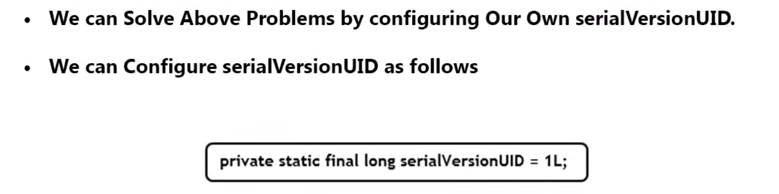 • We can Solve Above Problems by configuring Our Own serialVersionUID.
• We can Configure serialVersionUID as follows
private static final long serialVersionUID = 1L;